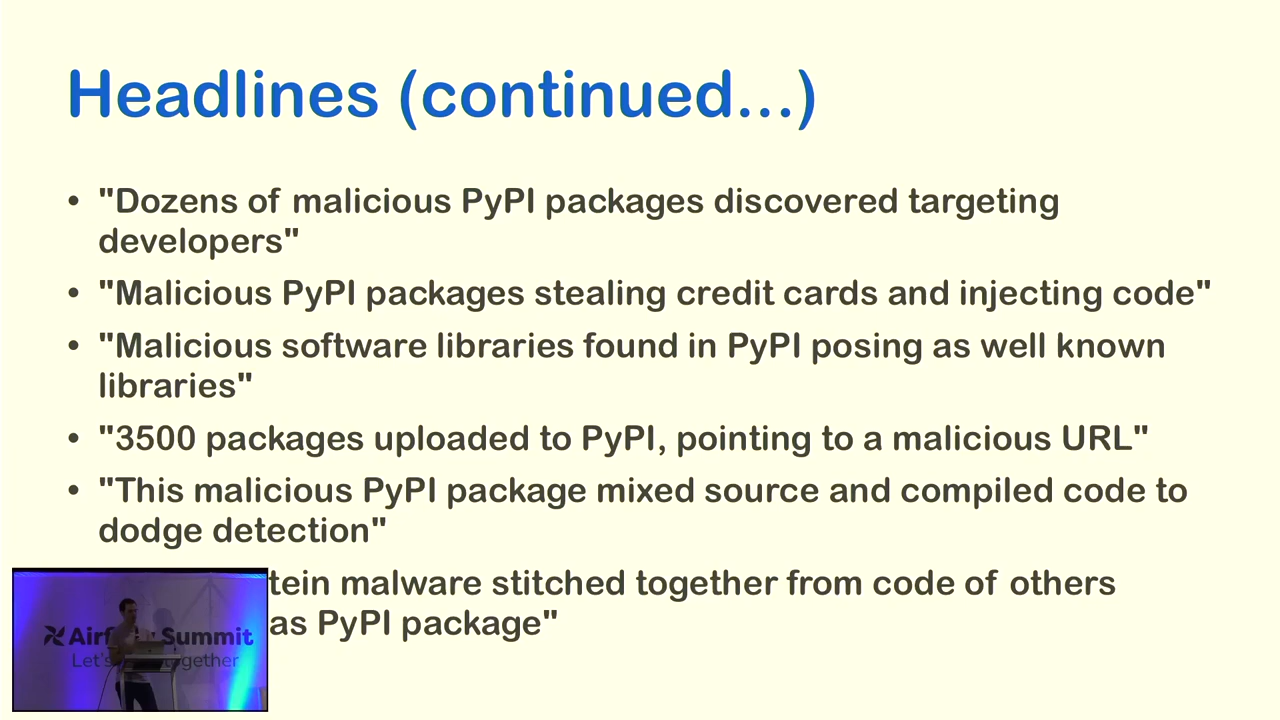 Headlines (continued...)
• "Dozens of malicious PyPI packages discovered targeting
developers"
• "Malicious PyPI packages stealing credit cards and injecting code"
• "Malicious software libraries found in PyPI posing as well known
libraries"
• "3500 packages uploaded to PyPI, pointing to a malicious URL"
• "This malicious PyPI package mixed source and compiled code to
dodge detection"
tein malware stitched together from code of others
as PyPI package"
Summit
Let's